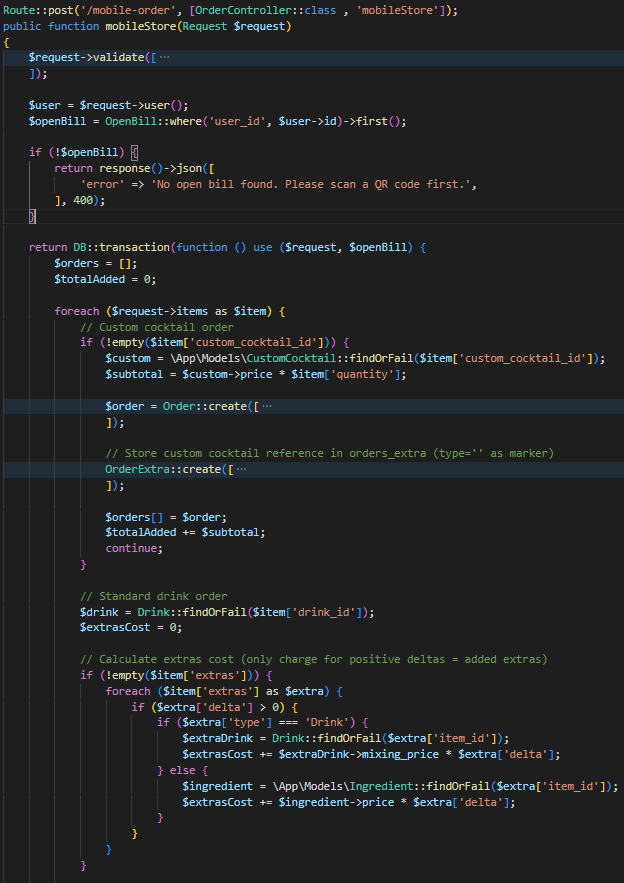 Route::post('/mobile-order', [OrderController::class , 'mobileStore']);
public function mobileStore(Request $request)
{
    $request->validate([ ⋯
    ]);

    $user = $request->user();
    $openBill = OpenBill::where('user_id', $user->id)->first();

    if (!$openBill) {
        return response()->json([
            'error' => 'No open bill found. Please scan a QR code first.',
        ], 400);
    }

    return DB::transaction(function () use ($request, $openBill) {
        $orders = [];
        $totalAdded = 0;

        foreach ($request->items as $item) {
            // Custom cocktail order
            if (!empty($item['custom_cocktail_id'])) {
                $custom = \App\Models\CustomCocktail::findOrFail($item['custom_cocktail_id']);
                $subtotal = $custom->price * $item['quantity'];

                $order = Order::create([ ⋯
                ]);

                // Store custom cocktail reference in orders_extra (type='' as marker)
                OrderExtra::create([ ⋯
                ]);

                $orders[] = $order;
                $totalAdded += $subtotal;
                continue;
            }

            // Standard drink order
            $drink = Drink::findOrFail($item['drink_id']);
            $extrasCost = 0;

            // Calculate extras cost (only charge for positive deltas = added extras)
            if (!empty($item['extras'])) {
                foreach ($item['extras'] as $extra) {
                    if ($extra['delta'] > 0) {
                        if ($extra['type'] === 'Drink') {
                            $extraDrink = Drink::findOrFail($extra['item_id']);
                            $extrasCost += $extraDrink->mixing_price * $extra['delta'];
                        } else {
                            $ingredient = \App\Models\Ingredient::findOrFail($extra['item_id']);
                            $extrasCost += $ingredient->price * $extra['delta'];
                        }
                    }
                }
            }